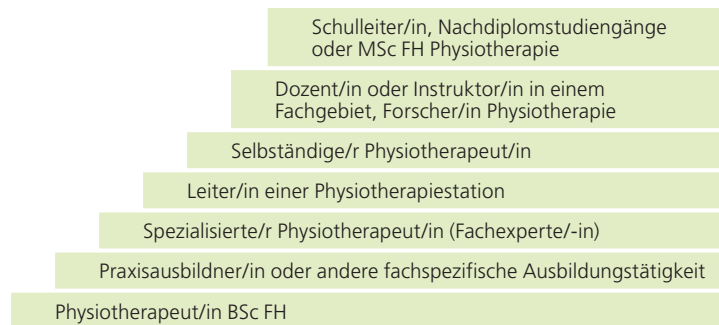 Schulleiter/in, Nachdiplomstudiengänge
oder MSc FH Physiotherapie
Dozent/in oder Instruktor/in in einem
Fachgebiet, Forscher/in Physiotherapie
Selbständige/r Physiotherapeut/in
Leiter/in einer Physiotherapiestation
Spezialisierte/r Physiotherapeut/in (Fachexperte/-in)
Praxisausbildner/in oder andere fachspezifische Ausbildungstätigkeit
Physiotherapeut/in BSc FH